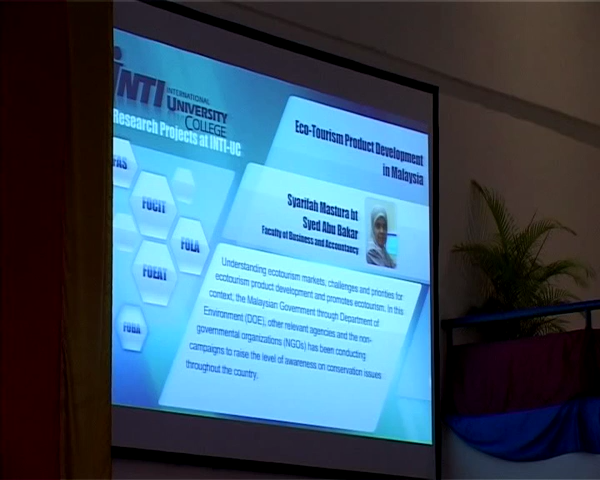 INTI INTERNATIONAL
UNIVERSITY
COLLEGE
Research Projects at INTI-UC
Eco-Tourism Product Development
in Malaysia
FAS
FOCIT
FOLA
FOEAT
FOBA
Syarifah Mastura bt
Syed Abu Bakar
Faculty of Business and Accountancy
Understanding ecotourism markets, challenges and priorities for
ecotourism product development and promotes ecotourism. In this
context, the Malaysian Government through Department of
Environment (DOE), other relevant agencies and the non-
governmental organizations (NGOs) has been conducting
campaigns to raise the level of awareness on conservation issues
throughout the country.